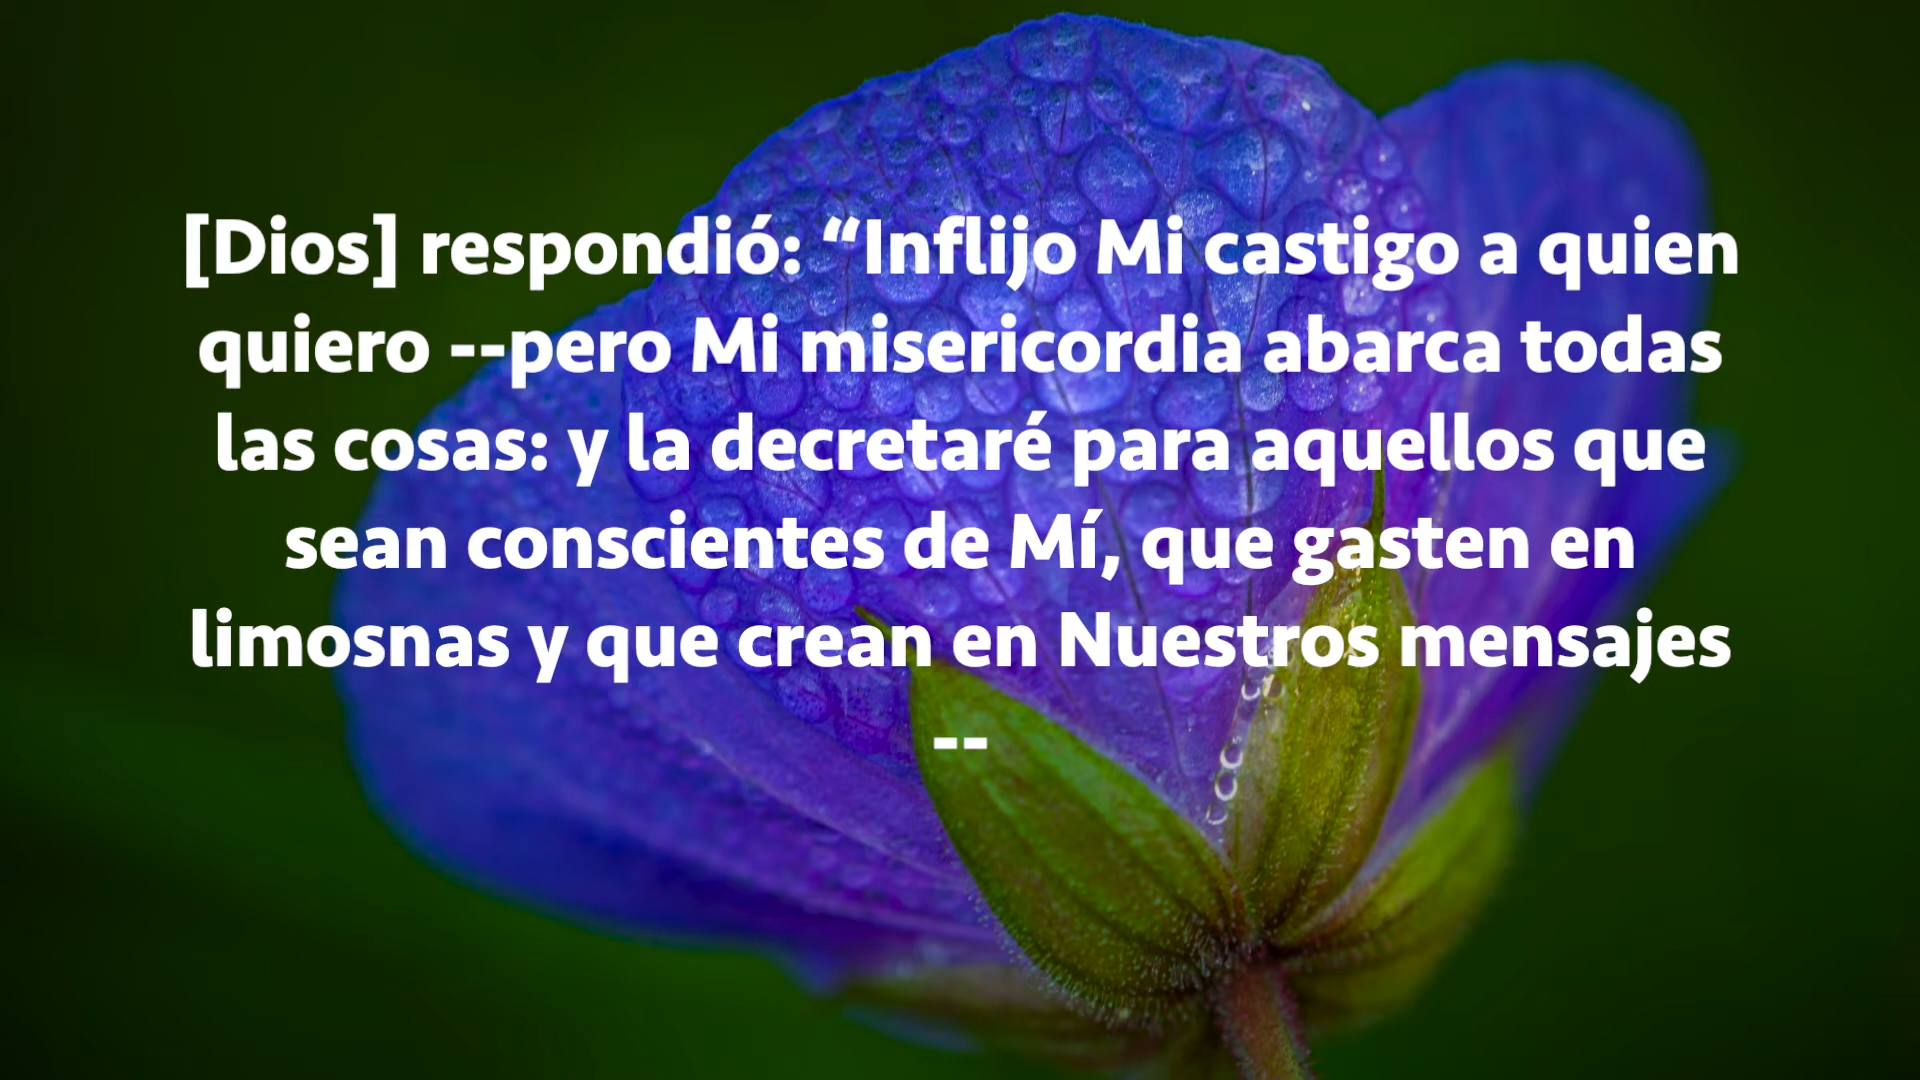 [Dios] respondió: “Inflijo Mi castigo a quien
quiero --pero Mi misericordia abarca todas
las cosas: y la decretaré para aquellos que
sean conscientes de Mí, que gasten en
limosnas y que crean en Nuestros mensajes
--